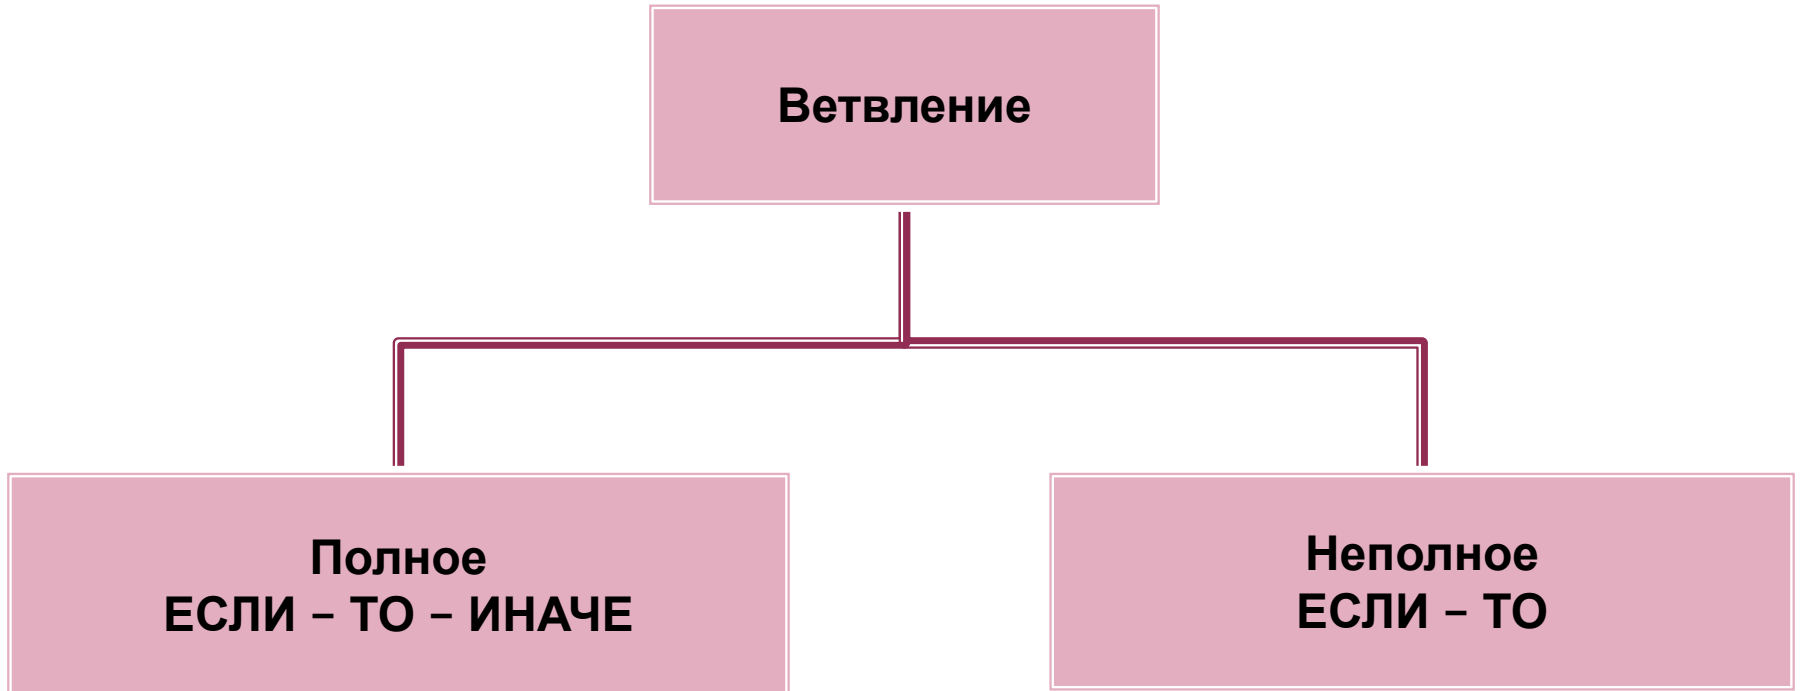 Ветвление
Полное
ЕСЛИ – ТО – ИНАЧЕ
Неполное
ЕСЛИ – ТО